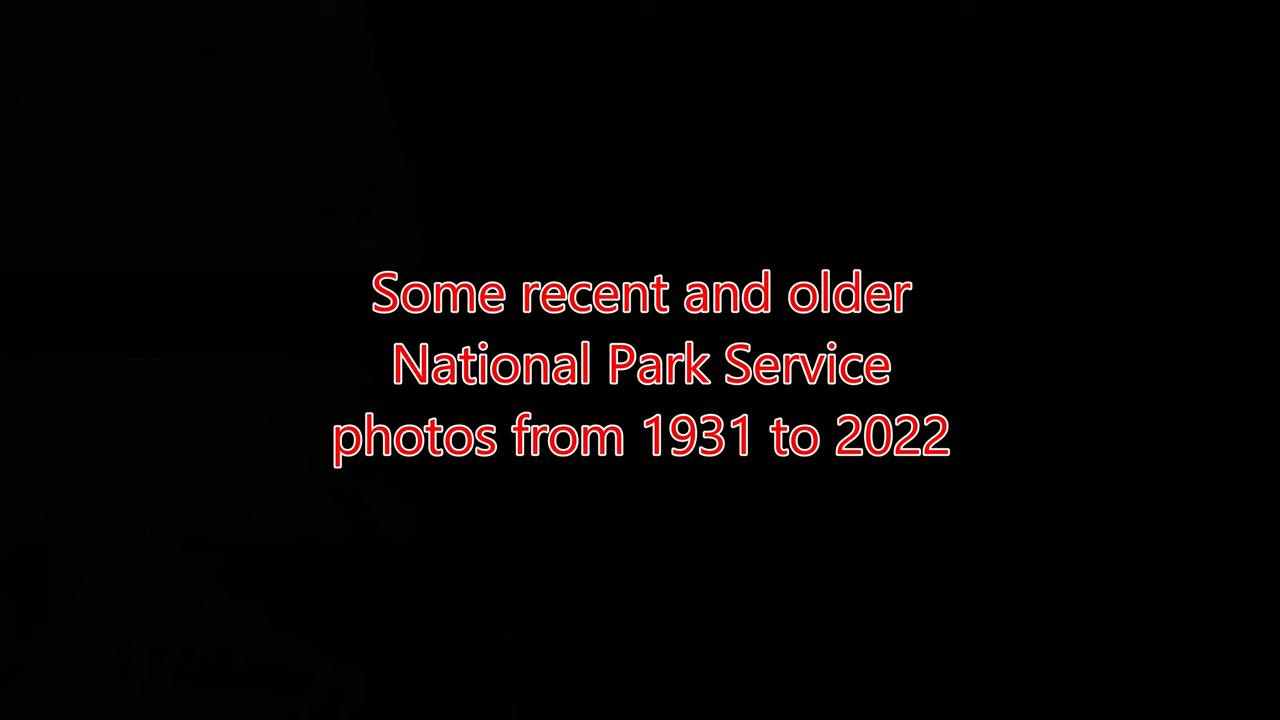 Some recent and older
National Park Service
photos from 1931 to 2022